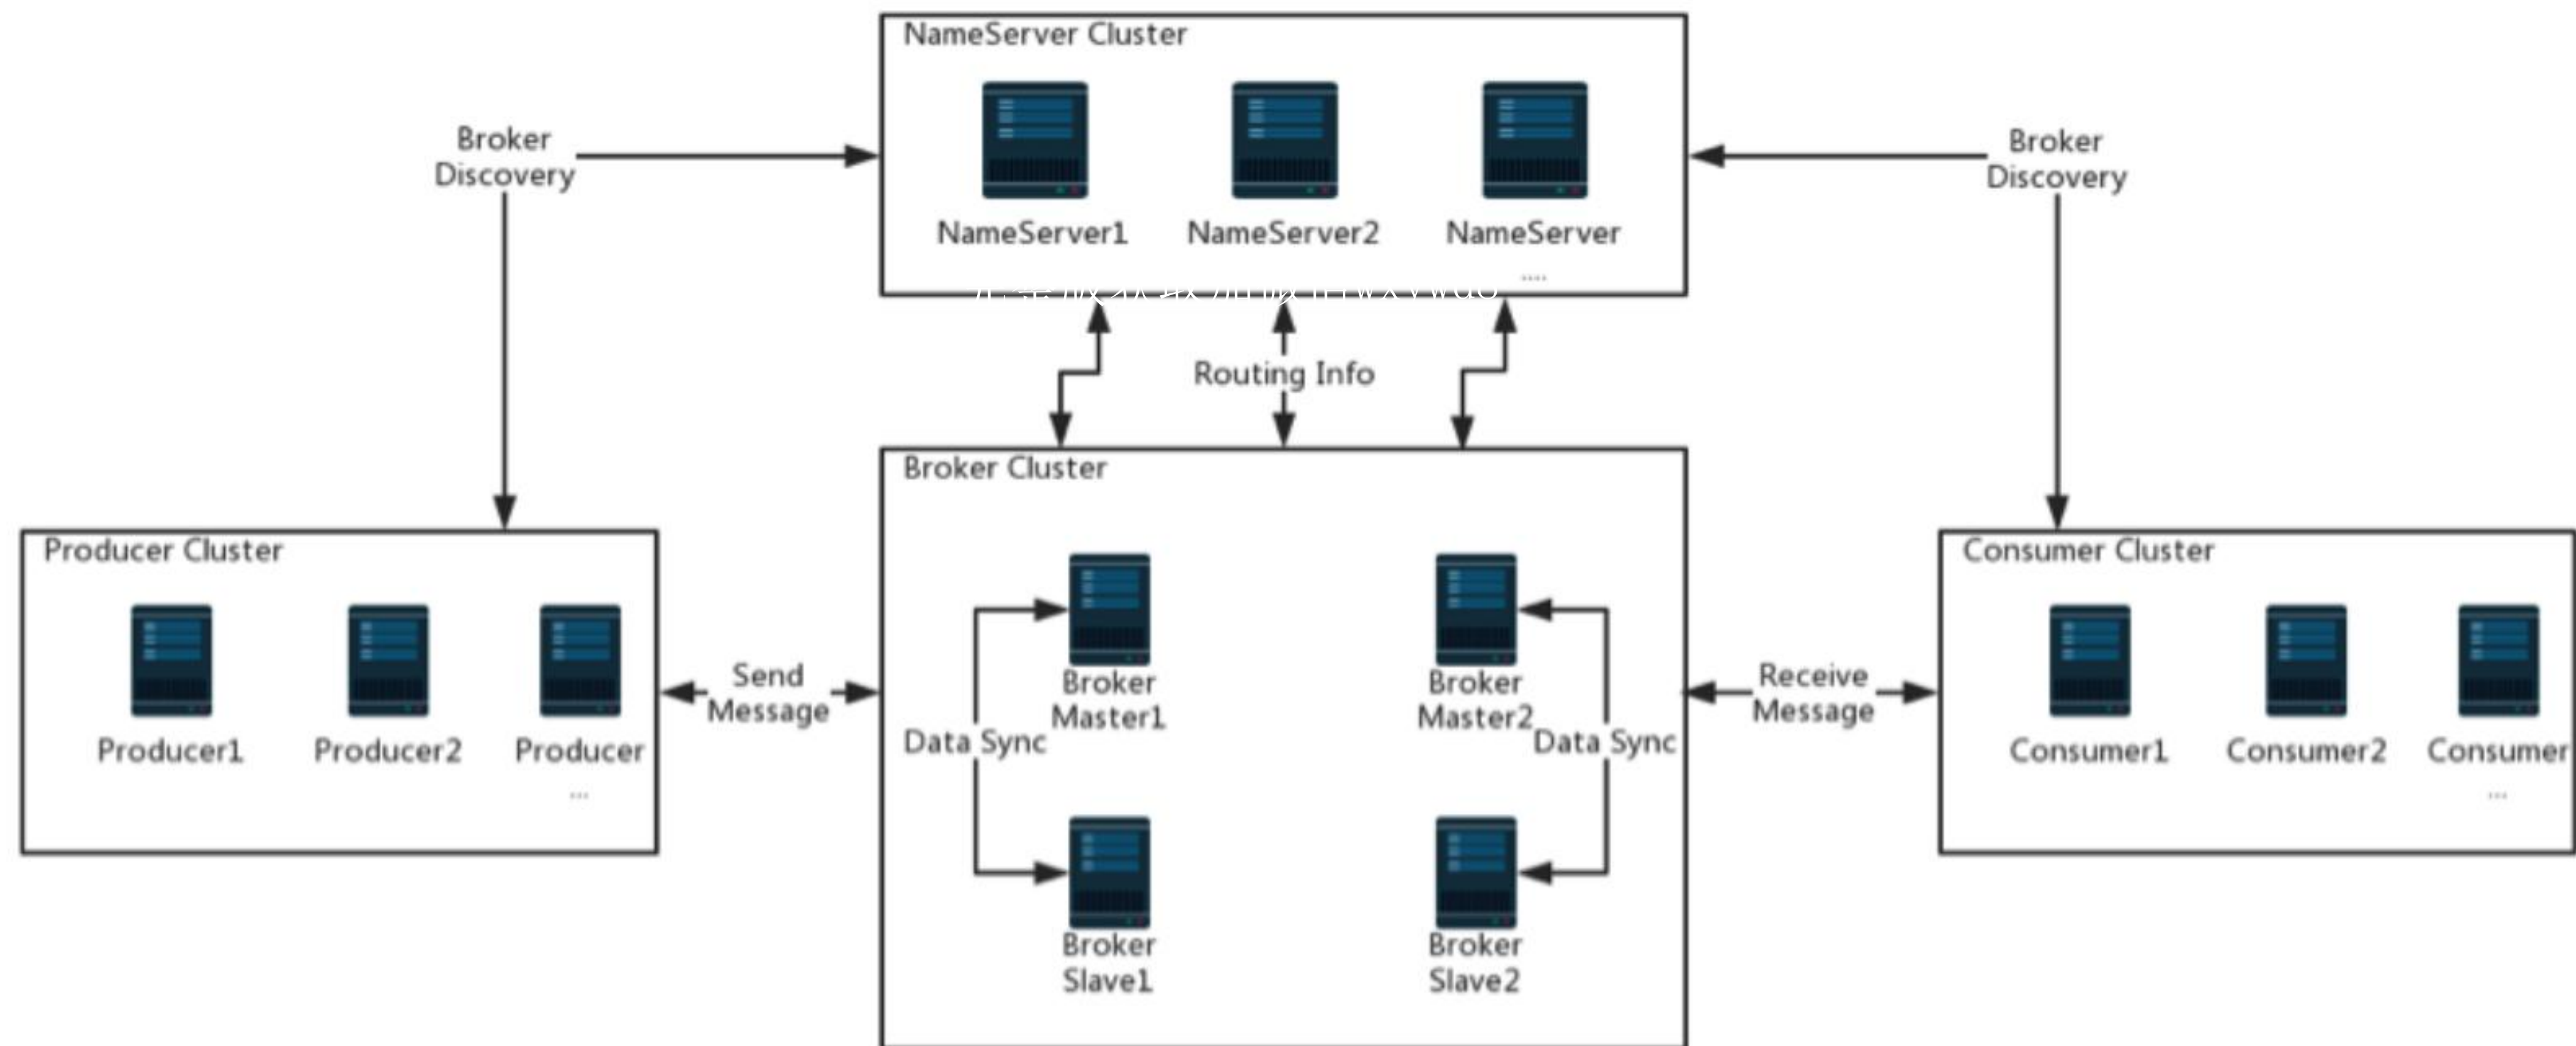 NameServer Cluster
NameServer1
NameServer2
NameServer
....
Broker
Discovery
Broker
Discovery
Routing Info
Producer Cluster
Producer1
Producer2
Producer
...
Send
Message
Broker Cluster
Broker
Master1
Broker
Master2
Data Sync
Data Sync
Broker
Slave1
Broker
Slave2
Receive
Message
Consumer Cluster
Consumer1
Consumer2
Consumer
...